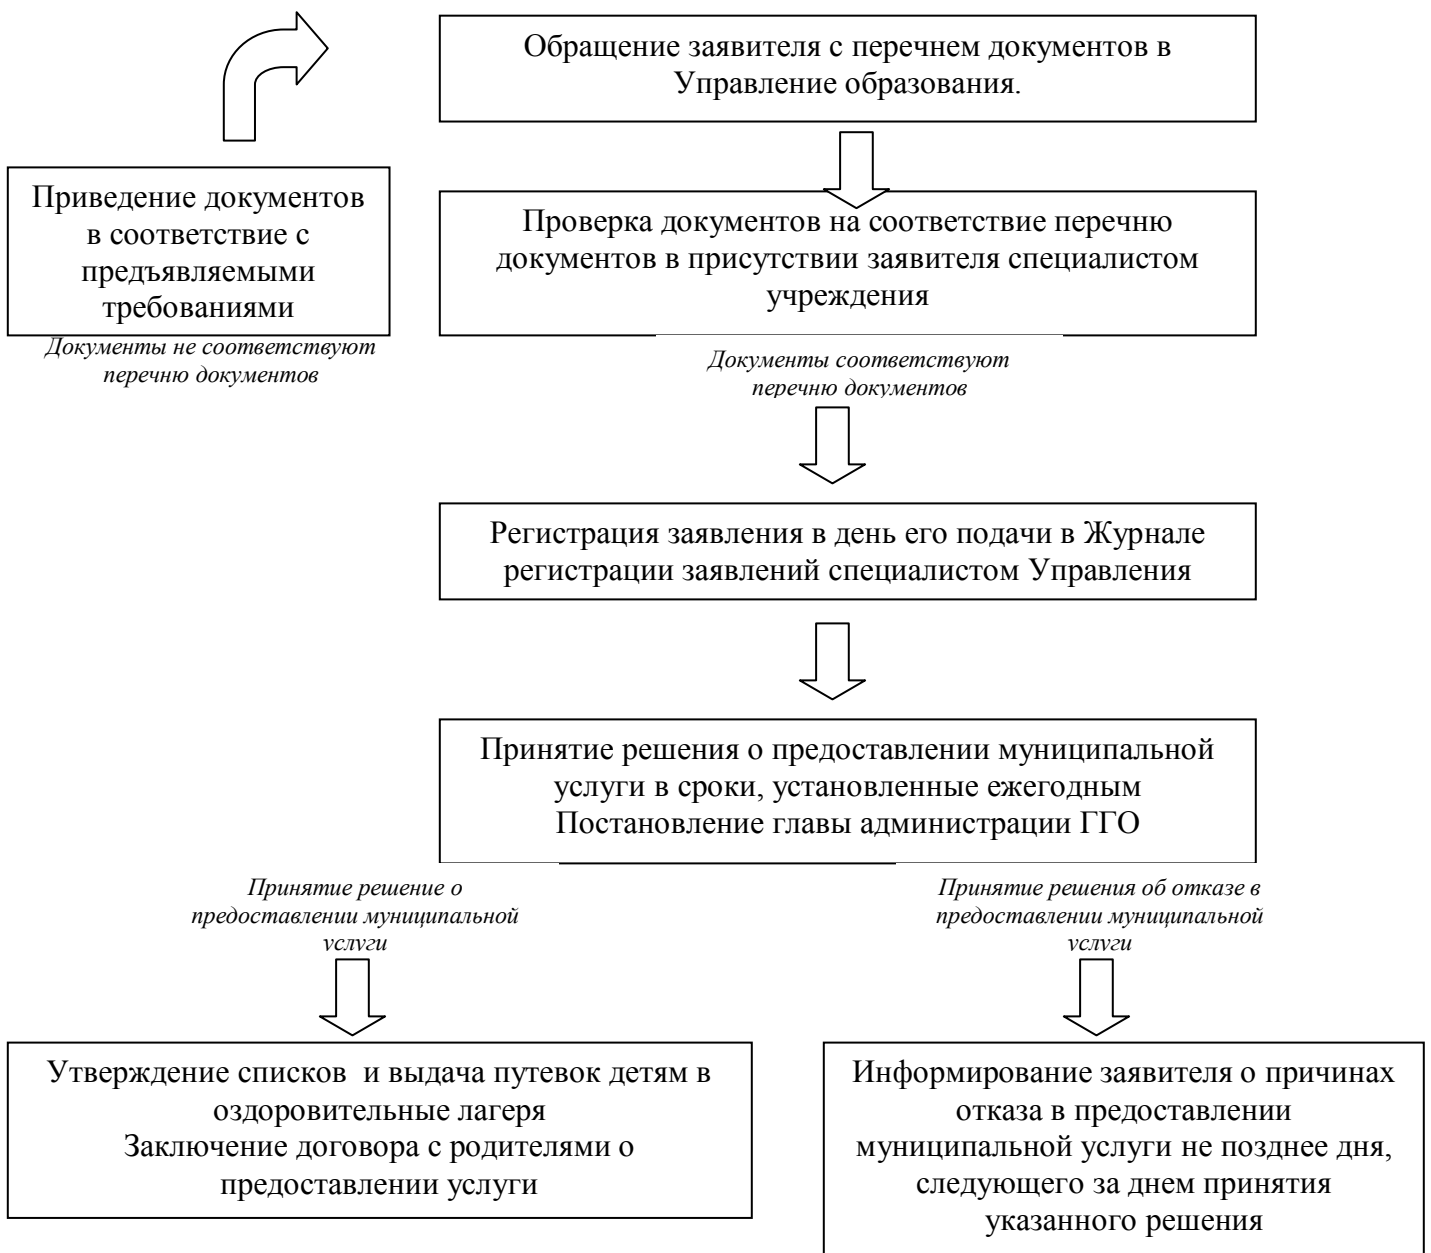 Обращение заявителя с перечнем документов в
Управление образования.
Приведение документов
в соответствие с
предъявляемыми
требованиями
Документы не соответствуют
перечню документов
Проверка документов на соответствие перечню
документов в присутствии заявителя специалистом
учреждения
Документы соответствуют
перечню документов
Регистрация заявления в день его подачи в Журнале
регистрации заявлений специалистом Управления
Принятие решения о предоставлении муниципальной
услуги в сроки, установленные ежегодным
Постановление главы администрации ГГО
Принятие решение о
предоставлении муниципальной
услуги
Принятие решения об отказе в
предоставлении муниципальной
услуги
Утверждение списков и выдача путевок детям в
оздоровительные лагеря
Заключение договора с родителями о
предоставлении услуги
Информирование заявителя о причинах
отказа в предоставлении
муниципальной услуги не позднее дня,
следующего за днем принятия
указанного решения